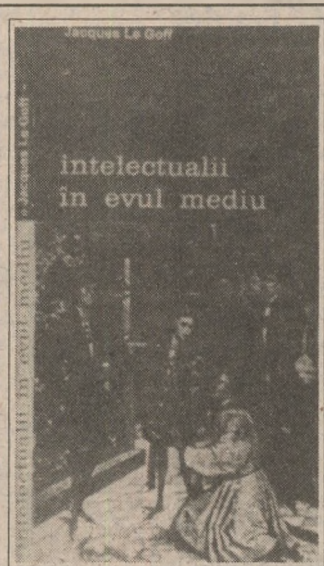 Jacques Le Goff
intelectualii
în evul mediu
Jacques Le Goff
intelectualii în evul mediu